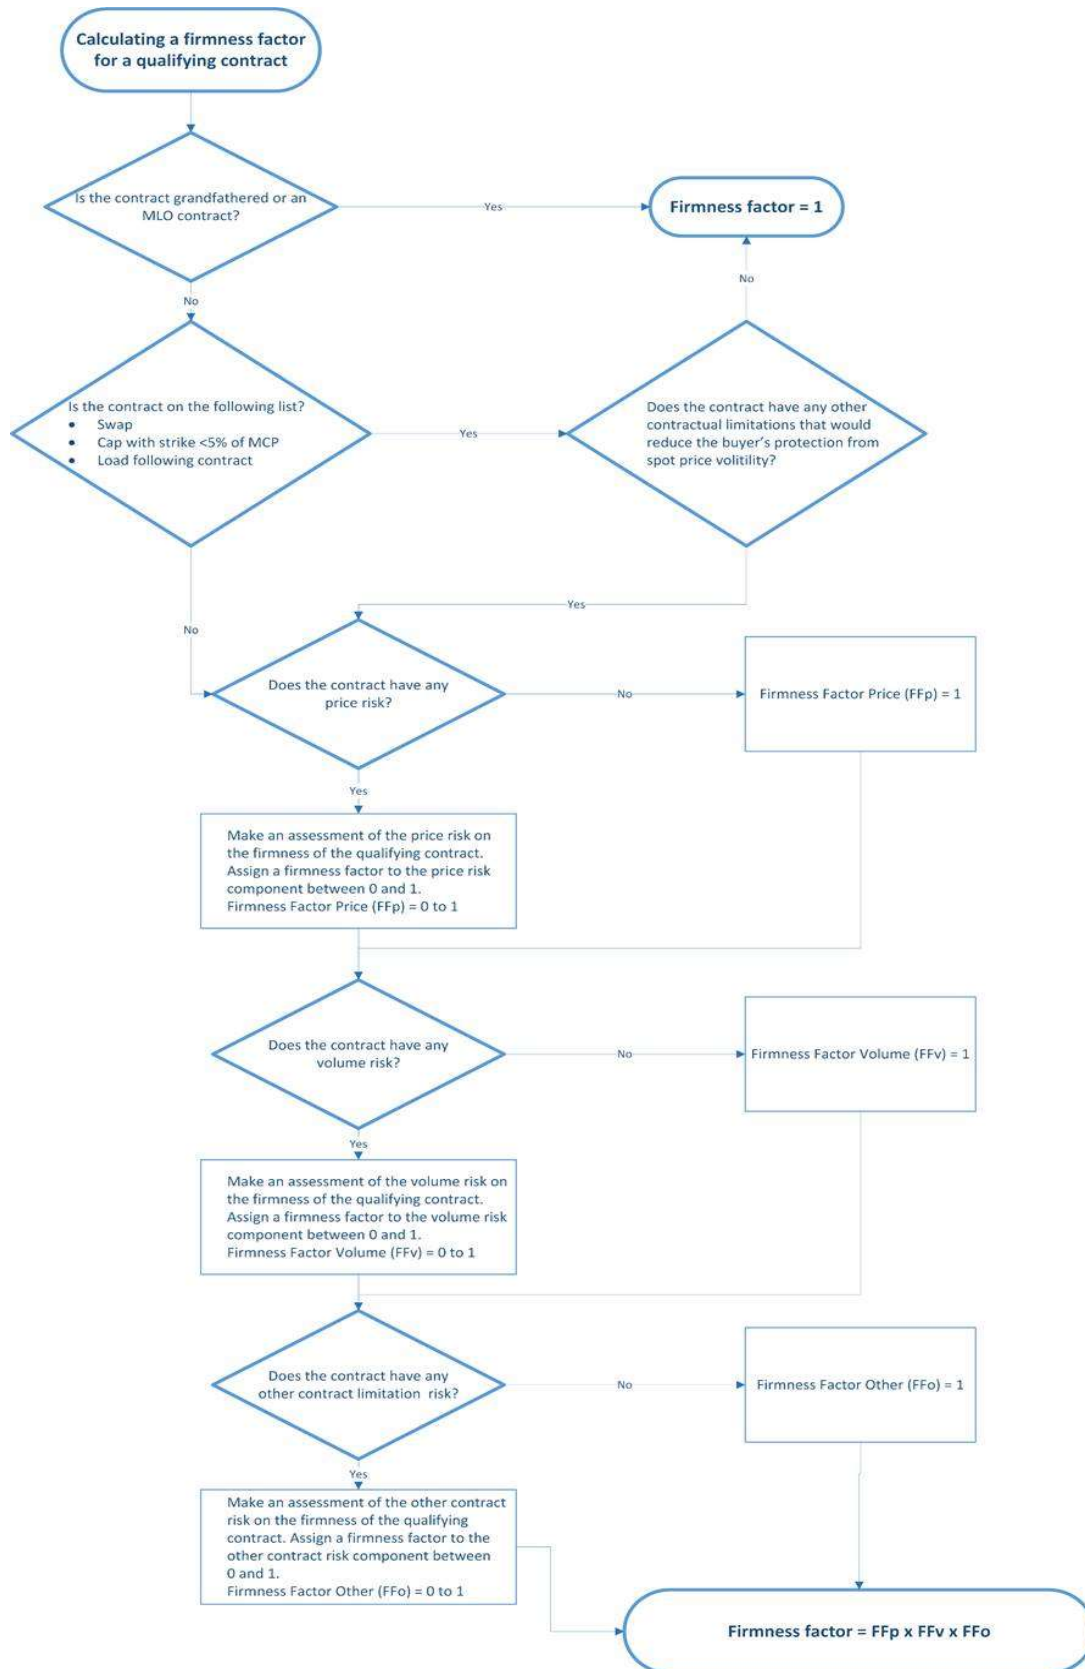 Calculating a firmness factor
for a qualifying contract
Is the contract grandfathered or an
MLO contract?
Yes
Firmness factor = 1
No
No
Is the contract on the following list?
• Swap
• Cap with strike <5% of MCP
• Load following contract
Yes
Does the contract have any other
contractual limitations that would
reduce the buyer's protection from
spot price volitility?
Yes
No
Does the contract have any
price risk?
No
Firmness Factor Price (FFp) = 1
Yes
Make an assessment of the price risk on
the firmness of the qualifying contract.
Assign a firmness factor to the price risk
component between 0 and 1.
Firmness Factor Price (FFp) = 0 to 1
Does the contract have any
volume risk?
No
Firmness Factor Volume (FFv) = 1
Yes
Make an assessment of the volume risk on
the firmness of the qualifying contract.
Assign a firmness factor to the volume risk
component between 0 and 1.
Firmness Factor Volume (FFv) = 0 to 1
Does the contract have any
other contract limitation risk?
No
Firmness Factor Other (FFo) = 1
Yes
Make an assessment of the other contract
risk on the firmness of the qualifying
contract. Assign a firmness factor to the
other contract risk component between
0 and 1.
Firmness Factor Other (FFo) = 0 to 1
Firmness factor = FFp x FFv x FFo